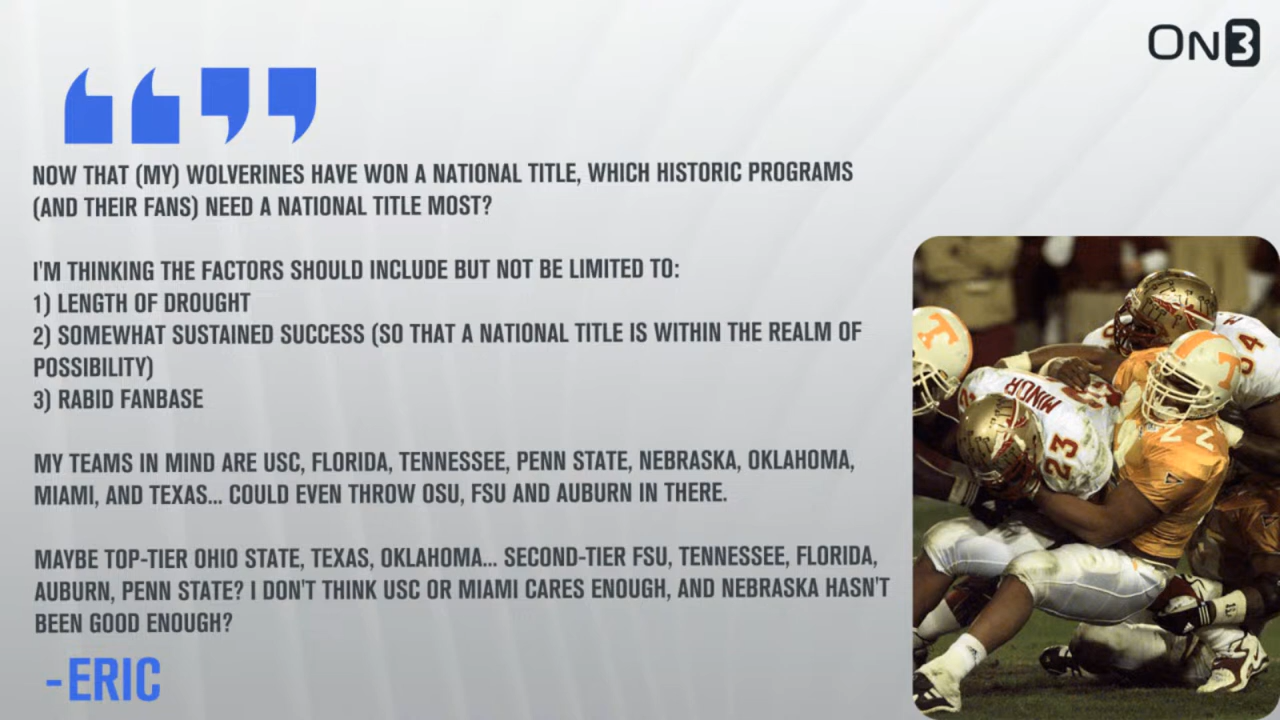 ON3
NOW THAT (MY) WOLVERINES HAVE WON A NATIONAL TITLE, WHICH HISTORIC PROGRAMS
(AND THEIR FANS) NEED A NATIONAL TITLE MOST?
I'M THINKING THE FACTORS SHOULD INCLUDE BUT NOT BE LIMITED TO:
1) LENGTH OF DROUGHT
2) SOMEWHAT SUSTAINED SUCCESS (SO THAT A NATIONAL TITLE IS WITHIN THE REALM OF
POSSIBILITY)
3) RABID FANBASE
MY TEAMS IN MIND ARE USC, FLORIDA, TENNESSEE, PENN STATE, NEBRASKA, OKLAHOMA,
MIAMI, AND TEXAS... COULD EVEN THROW OSU, FSU AND AUBURN IN THERE.
MAYBE TOP-TIER OHIO STATE, TEXAS, OKLAHOMA... SECOND-TIER FSU, TENNESSEE, FLORIDA,
AUBURN, PENN STATE? I DON'T THINK USC OR MIAMI CARES ENOUGH, AND NEBRASKA HASN'T
BEEN GOOD ENOUGH?
-ERIC
MINOR
23
T
T
22
34